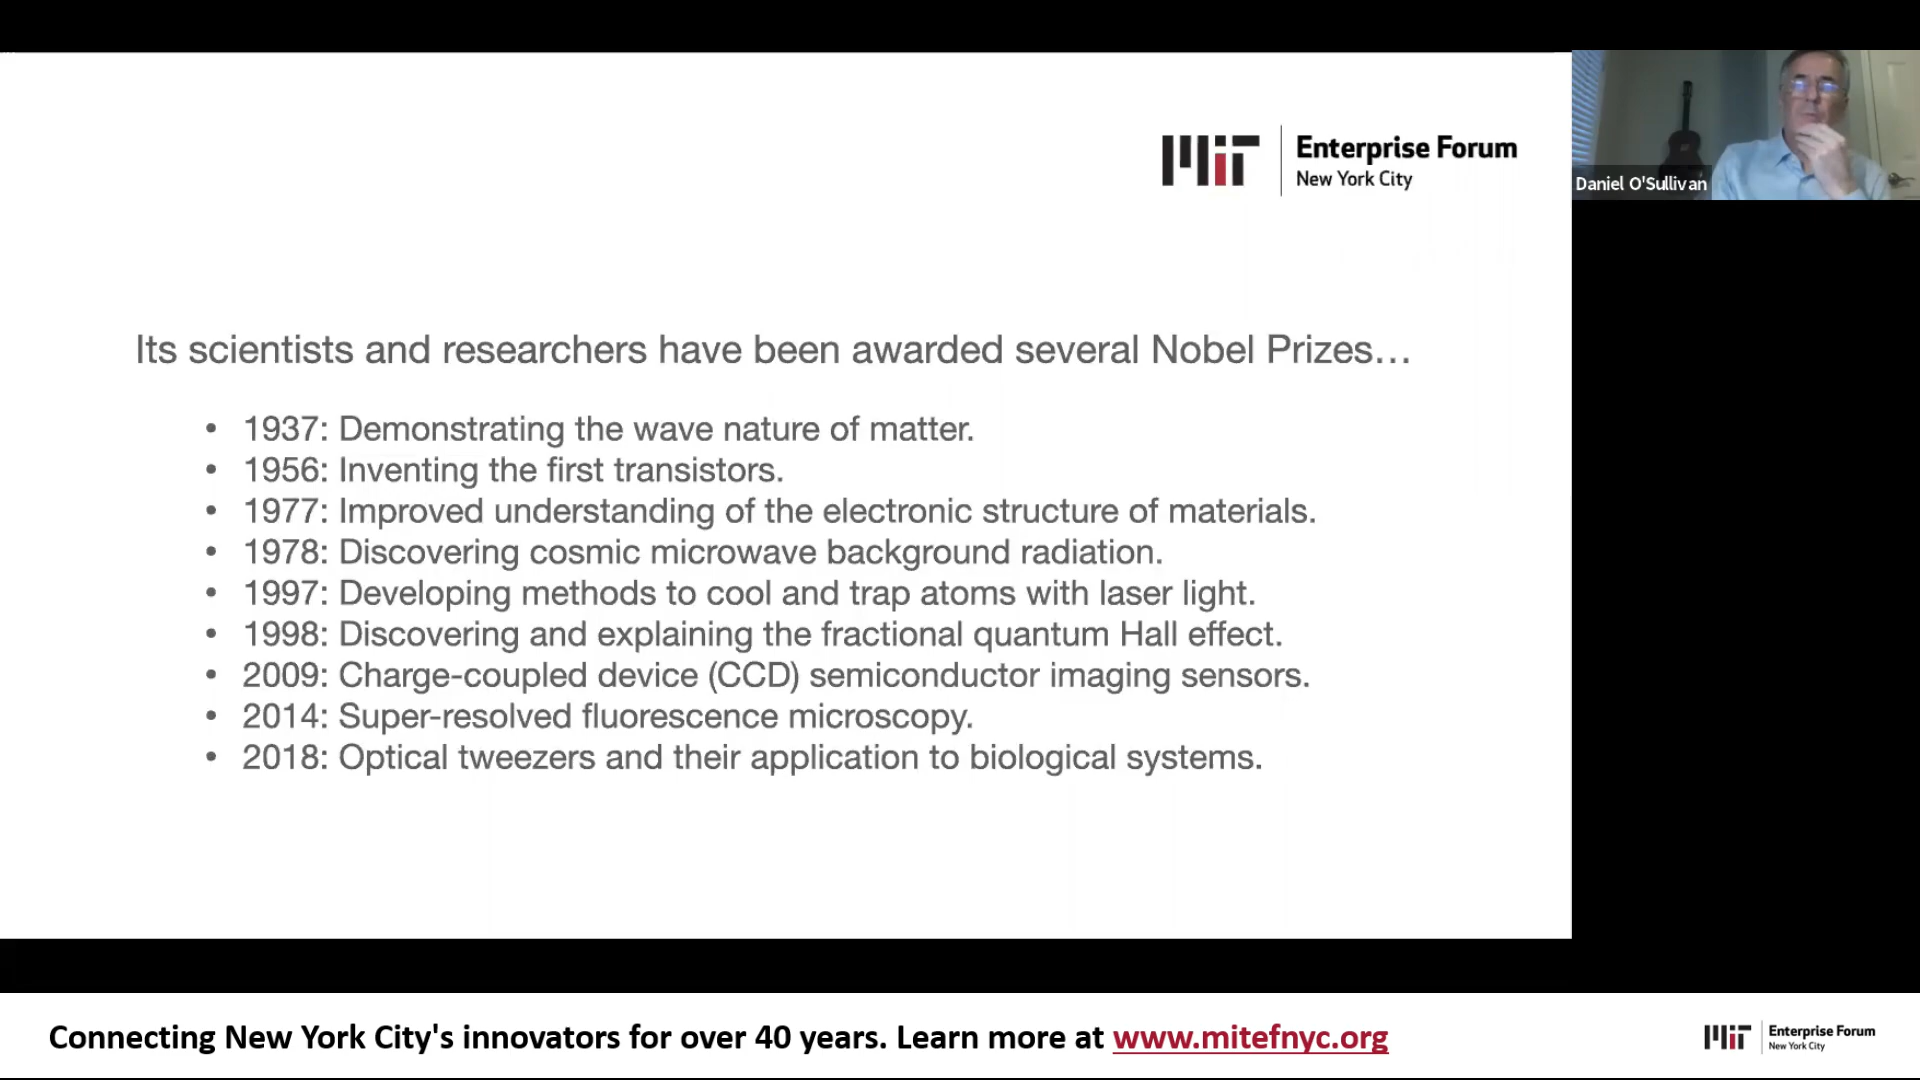 MIT Enterprise Forum
New York City
Daniel O'Sullivan
Its scientists and researchers have been awarded several Nobel Prizes…
• 1937: Demonstrating the wave nature of matter.
• 1956: Inventing the first transistors.
• 1977: Improved understanding of the electronic structure of materials.
• 1978: Discovering cosmic microwave background radiation.
• 1997: Developing methods to cool and trap atoms with laser light.
• 1998: Discovering and explaining the fractional quantum Hall effect.
• 2009: Charge-coupled device (CCD) semiconductor imaging sensors.
• 2014: Super-resolved fluorescence microscopy.
• 2018: Optical tweezers and their application to biological systems.
Connecting New York City's innovators for over 40 years. Learn more at www.mitefnyc.org
MIT Enterprise Forum
New York City